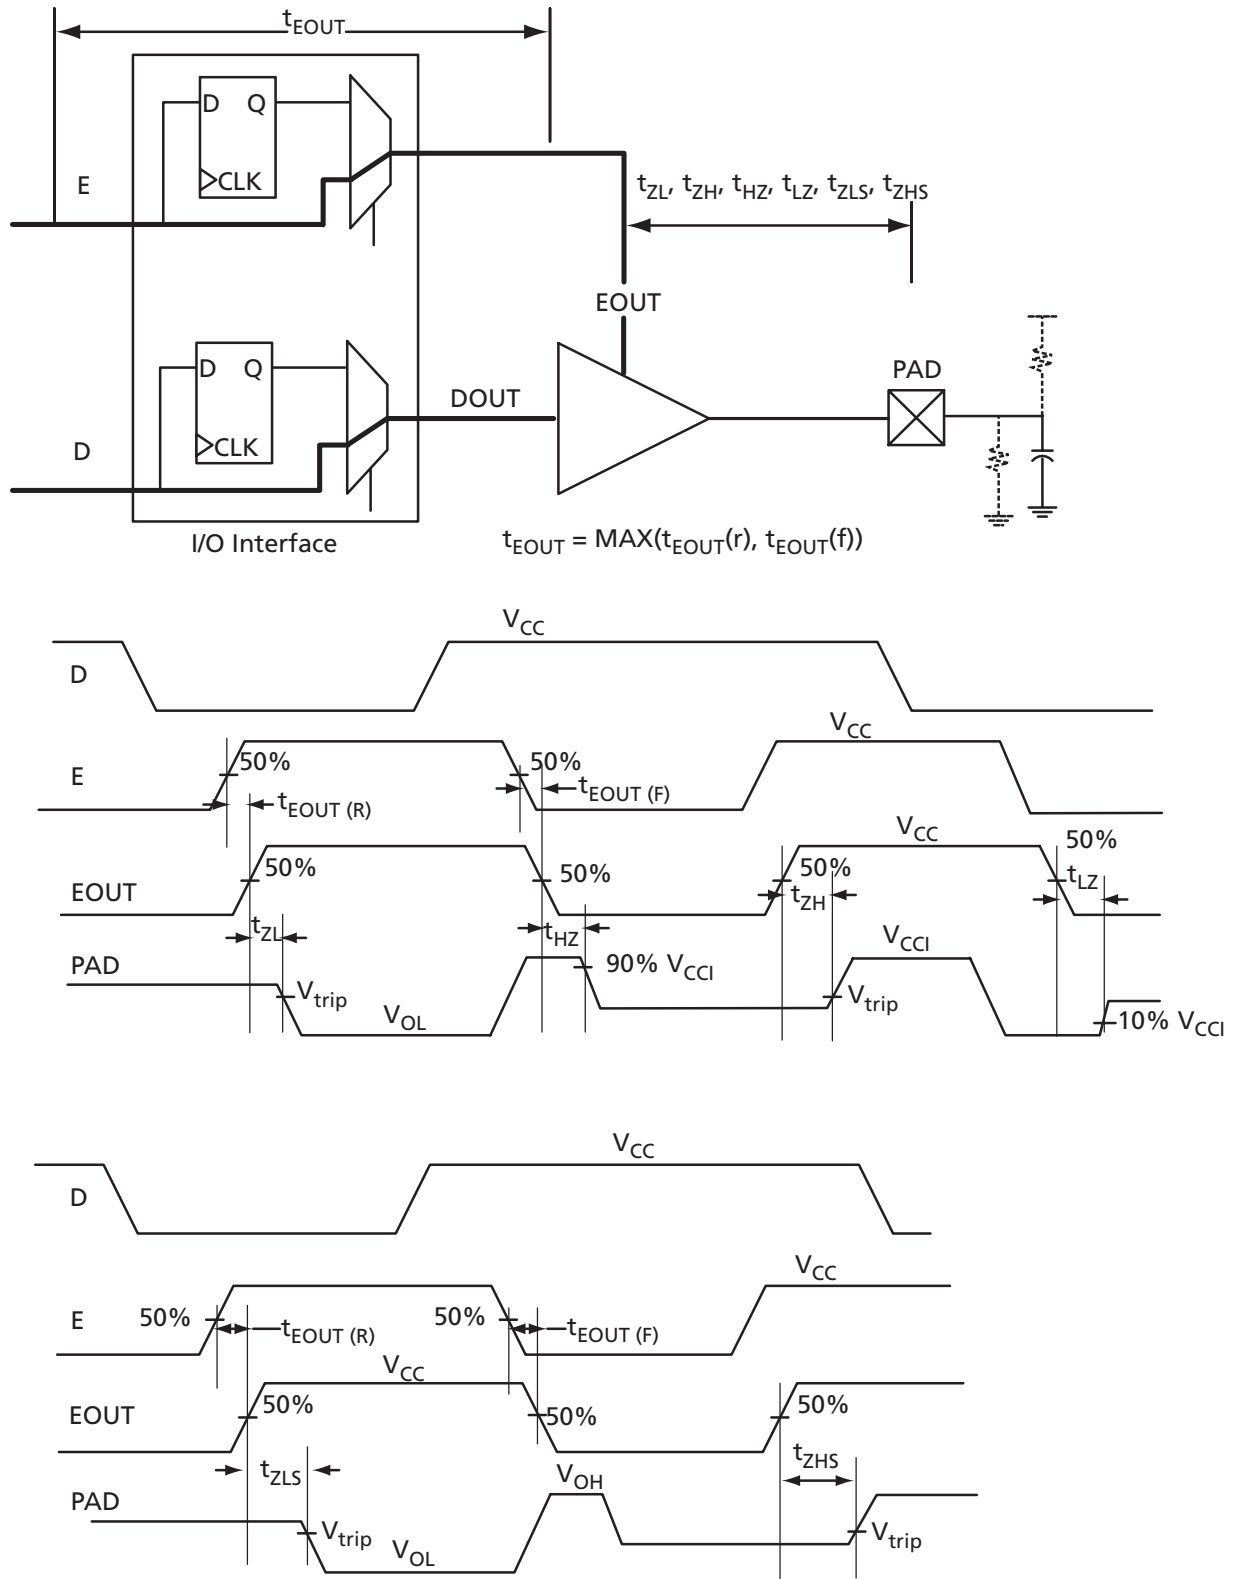 tEOUT
D Q
CLK
E
tZL, tZH, tHZ, tLZ, tZLS, tZHS
EOUT
D Q
CLK
D
DOUT
PAD
I/O Interface
tEOUT = MAX(tEOUT(r), tEOUT(f))
VCC
D
VCC
E
50%
50%
tEOUT (R)
tEOUT (F)
VCC
50%
EOUT
50%
50%
50%
tZL
tHZ
tZH
tLZ
PAD
VCCI
90% VCCI
Vtrip
Vtrip
VOL
10% VCCI
VCC
D
VCC
E
50%
50%
tEOUT (R)
tEOUT (F)
VCC
EOUT
50%
50%
50%
tZLS
tZHS
VOH
PAD
Vtrip
Vtrip
VOL